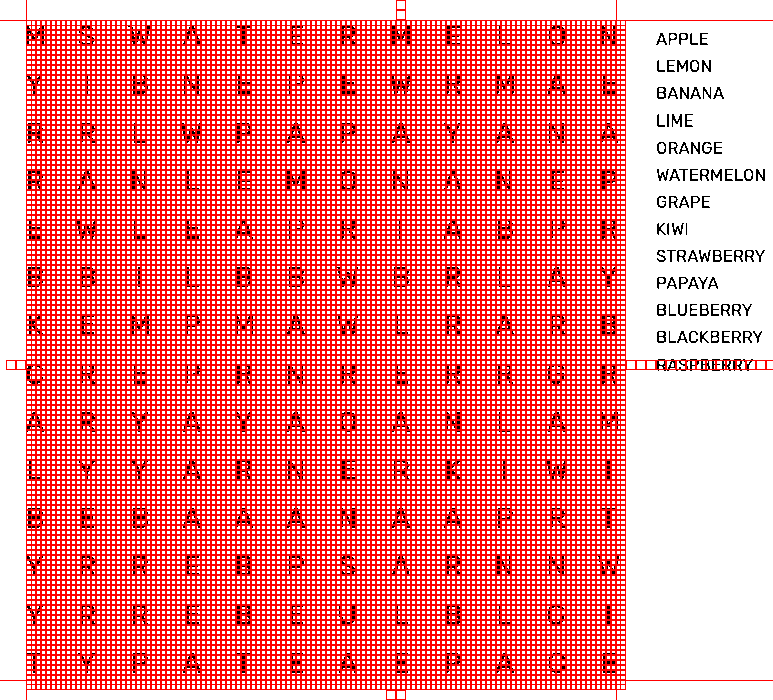 M S W A T E R M E L O N
Y I B N E P E W R M A E
R R L W P A P A Y A N A
R A N L E M O N A N E P
E W L E A P R I A B P R
B B I L B B W B R L A Y
K E M P M A W L R A R B
C R E P R N R E R R G R
A R Y A Y A O A N L A M
L Y Y A R N E R K I W I
B E B A A A N A A P R T
Y R R E B P S A R N N W
Y R R E B E U L B L G I
T Y P A T E A E P A G E
APPLE
LEMON
BANANA
LIME
ORANGE
WATERMELON
GRAPE
KIWI
STRAWBERRY
PAPAYA
BLUEBERRY
BLACKBERRY
RASPBERRY